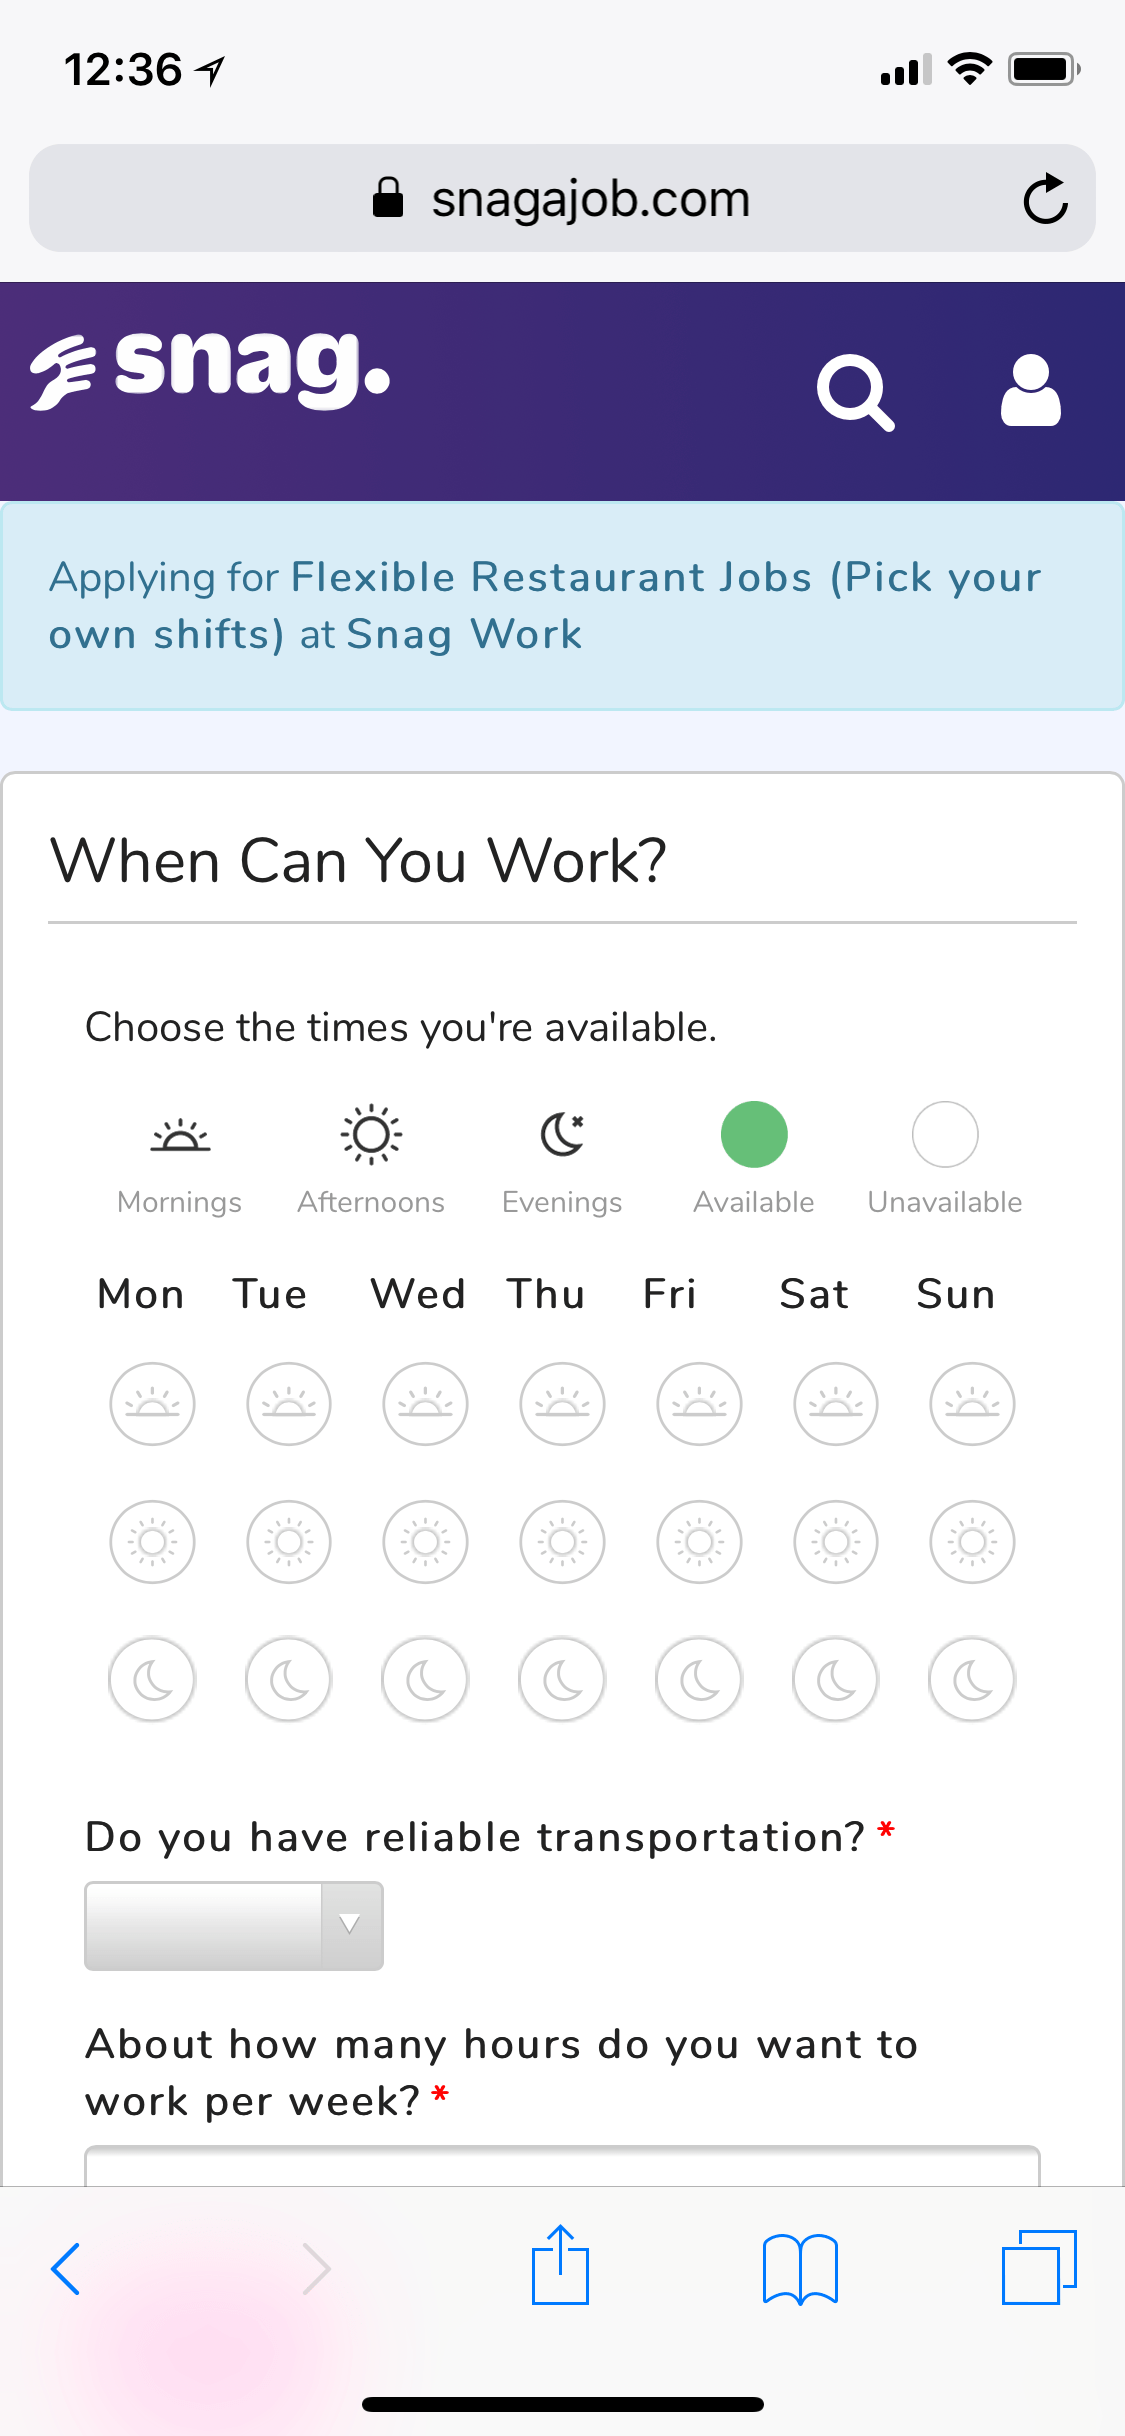 12:36
snagajob.com
snag.
Applying for Flexible Restaurant Jobs (Pick your
own shifts) at Snag Work
When Can You Work?
Choose the times you're available.
Mornings Afternoons Evenings Available Unavailable
Mon Tue Wed Thu Fri Sat Sun
Do you have reliable transportation? *
About how many hours do you want to
work per week? *